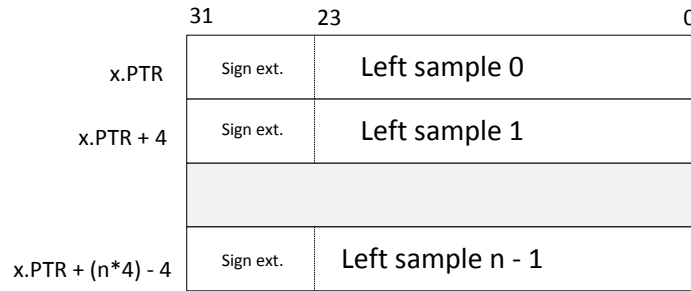 31 23 0
x.PTR Sign ext. Left sample 0
x.PTR + 4 Sign ext. Left sample 1
x.PTR + (n*4) - 4 Sign ext. Left sample n - 1